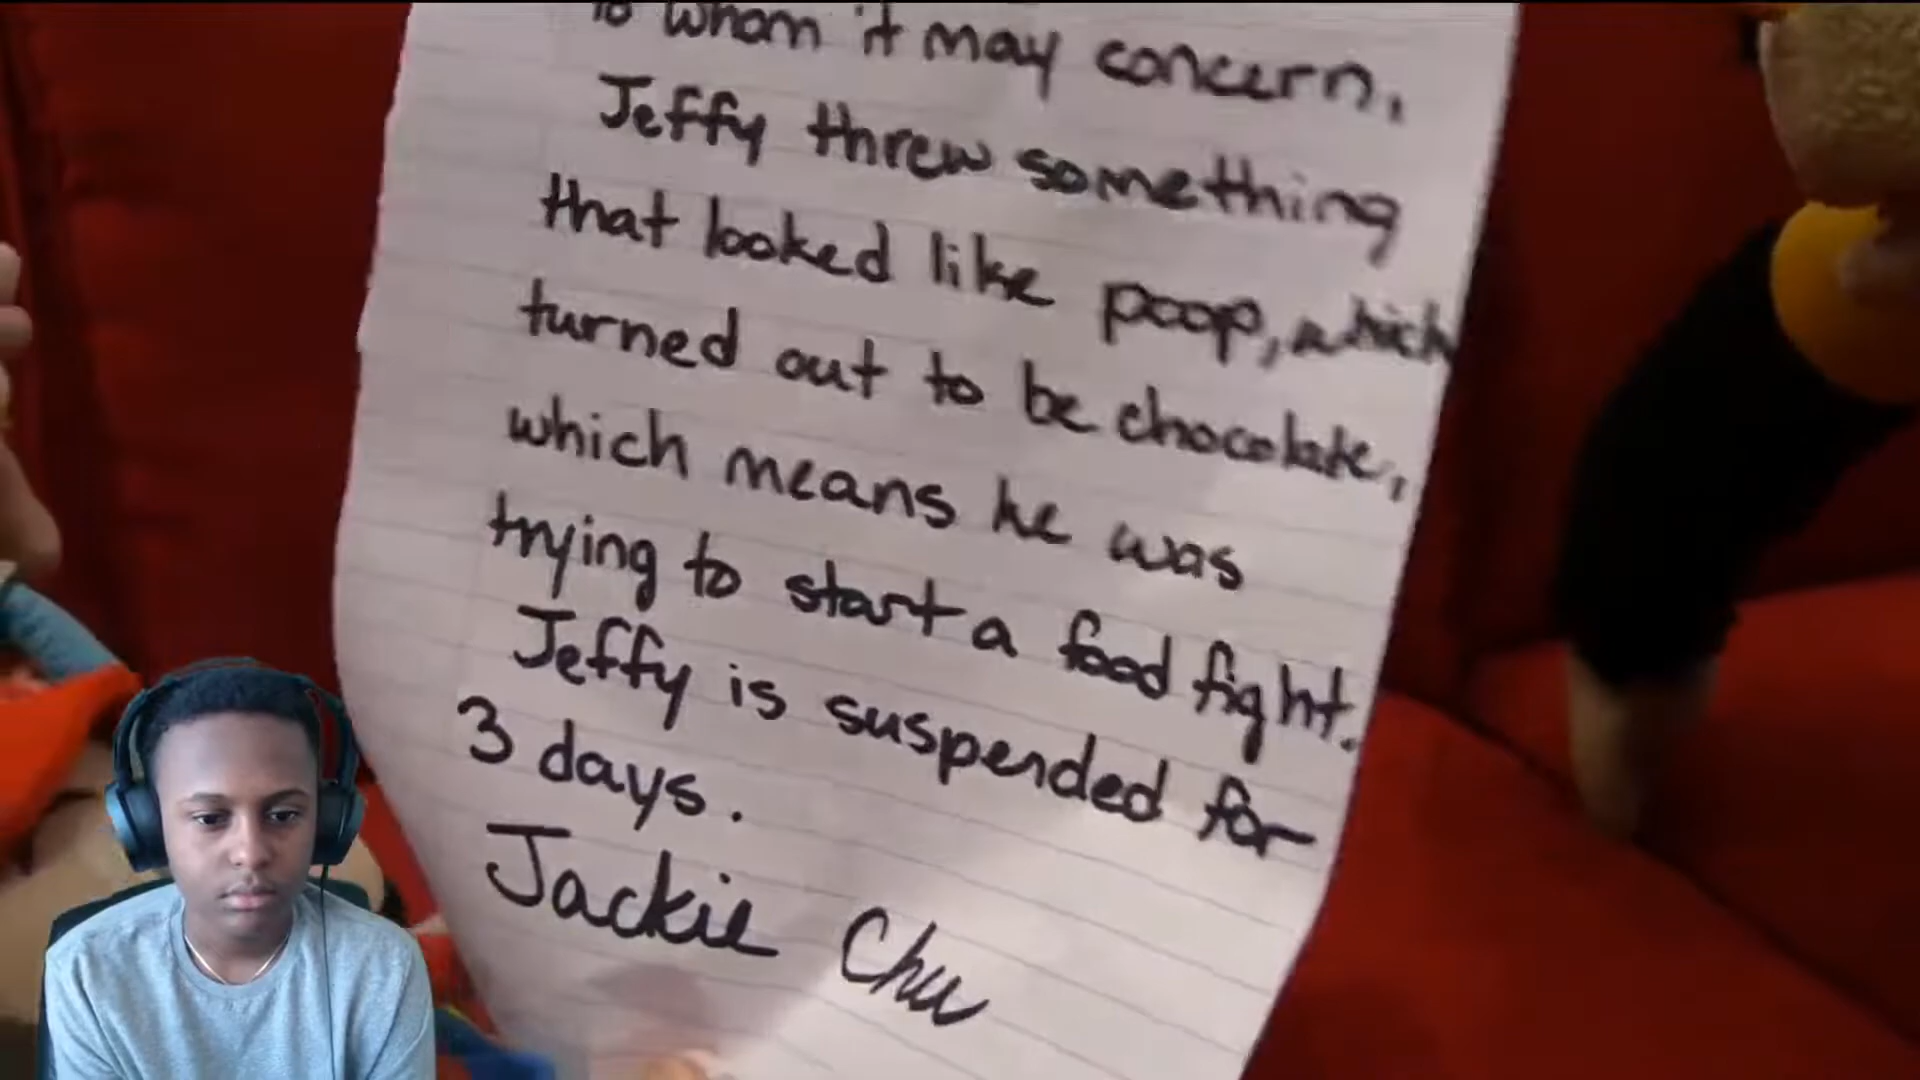 To whom it may concern,
Jeffy threw something
that looked like poop, which
turned out to be chocolate,
which means he was
trying to start a food fight.
Jeffy is suspended for
3 days.
Jackie Chu